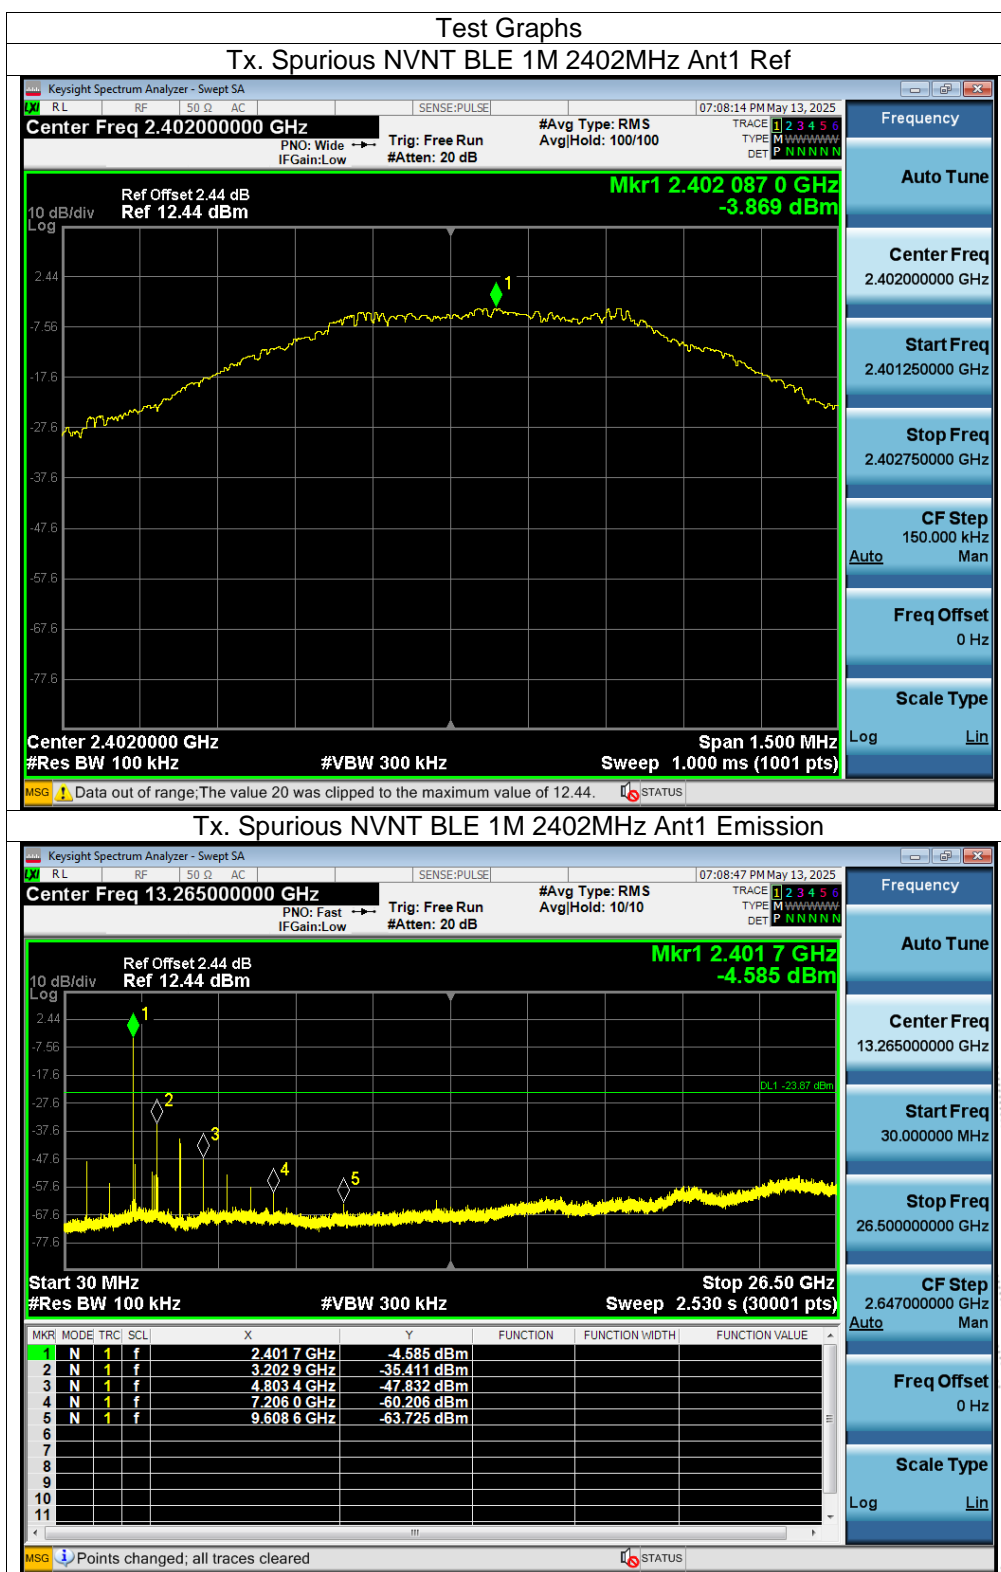 Test Graphs
Tx. Spurious NVNT BLE 1M 2402MHz Ant1 Ref
Keysight Spectrum Analyzer - Swept SA
LXI RL RF 50 Ω AC SENSE:PULSE 07:08:14 PM May 13, 2025
Center Freq 2.402000000 GHz #Avg Type: RMS TRACE 1 2 3 4 5 6
PNO: Wide Trig: Free Run Avg|Hold: 100/100 TYPE M WWWWW
IFGain:Low #Atten: 20 dB DET P N N N N N
Frequency
Mkr1 2.402 087 0 GHz
-3.869 dBm
Ref Offset 2.44 dB
10 dB/div Ref 12.44 dBm
Log
1
2.44
-7.56
-17.6
-27.6
-37.6
-47.6
-57.6
-67.6
-77.6
Center 2.4020000 GHz Span 1.500 MHz
#Res BW 100 kHz #VBW 300 kHz Sweep 1.000 ms (1001 pts)
Auto Tune
Center Freq
2.402000000 GHz
Start Freq
2.401250000 GHz
Stop Freq
2.402750000 GHz
CF Step
150.000 kHz
Auto Man
Freq Offset
0 Hz
Scale Type
Log Lin
MSG Data out of range;The value 20 was clipped to the maximum value of 12.44. STATUS
Tx. Spurious NVNT BLE 1M 2402MHz Ant1 Emission
Keysight Spectrum Analyzer - Swept SA
LXI RL RF 50 Ω AC SENSE:PULSE 07:08:47 PM May 13, 2025
Center Freq 13.265000000 GHz #Avg Type: RMS TRACE 1 2 3 4 5 6
PNO: Fast Trig: Free Run Avg|Hold: 10/10 TYPE M WWWWW
IFGain:Low #Atten: 20 dB DET P N N N N N
Frequency
Mkr1 2.401 7 GHz
-4.585 dBm
Ref Offset 2.44 dB
10 dB/div Ref 12.44 dBm
Log
1
2.44
-7.56
-17.6
DL1 -23.87 dBm
-27.6
2
-37.6
3
-47.6
4
5
-57.6
-67.6
-77.6
Start 30 MHz Stop 26.50 GHz
#Res BW 100 kHz #VBW 300 kHz Sweep 2.530 s (30001 pts)
MKR MODE TRC SCL X Y FUNCTION FUNCTION WIDTH FUNCTION VALUE
1 N 1 f 2.401 7 GHz -4.585 dBm
2 N 1 f 3.202 9 GHz -35.411 dBm
3 N 1 f 4.803 4 GHz -47.832 dBm
4 N 1 f 7.206 0 GHz -60.206 dBm
5 N 1 f 9.608 6 GHz -63.725 dBm
6
7
8
9
10
11
Auto Tune
Center Freq
13.265000000 GHz
Start Freq
30.000000 MHz
Stop Freq
26.500000000 GHz
CF Step
2.647000000 GHz
Auto Man
Freq Offset
0 Hz
Scale Type
Log Lin
MSG Points changed; all traces cleared STATUS